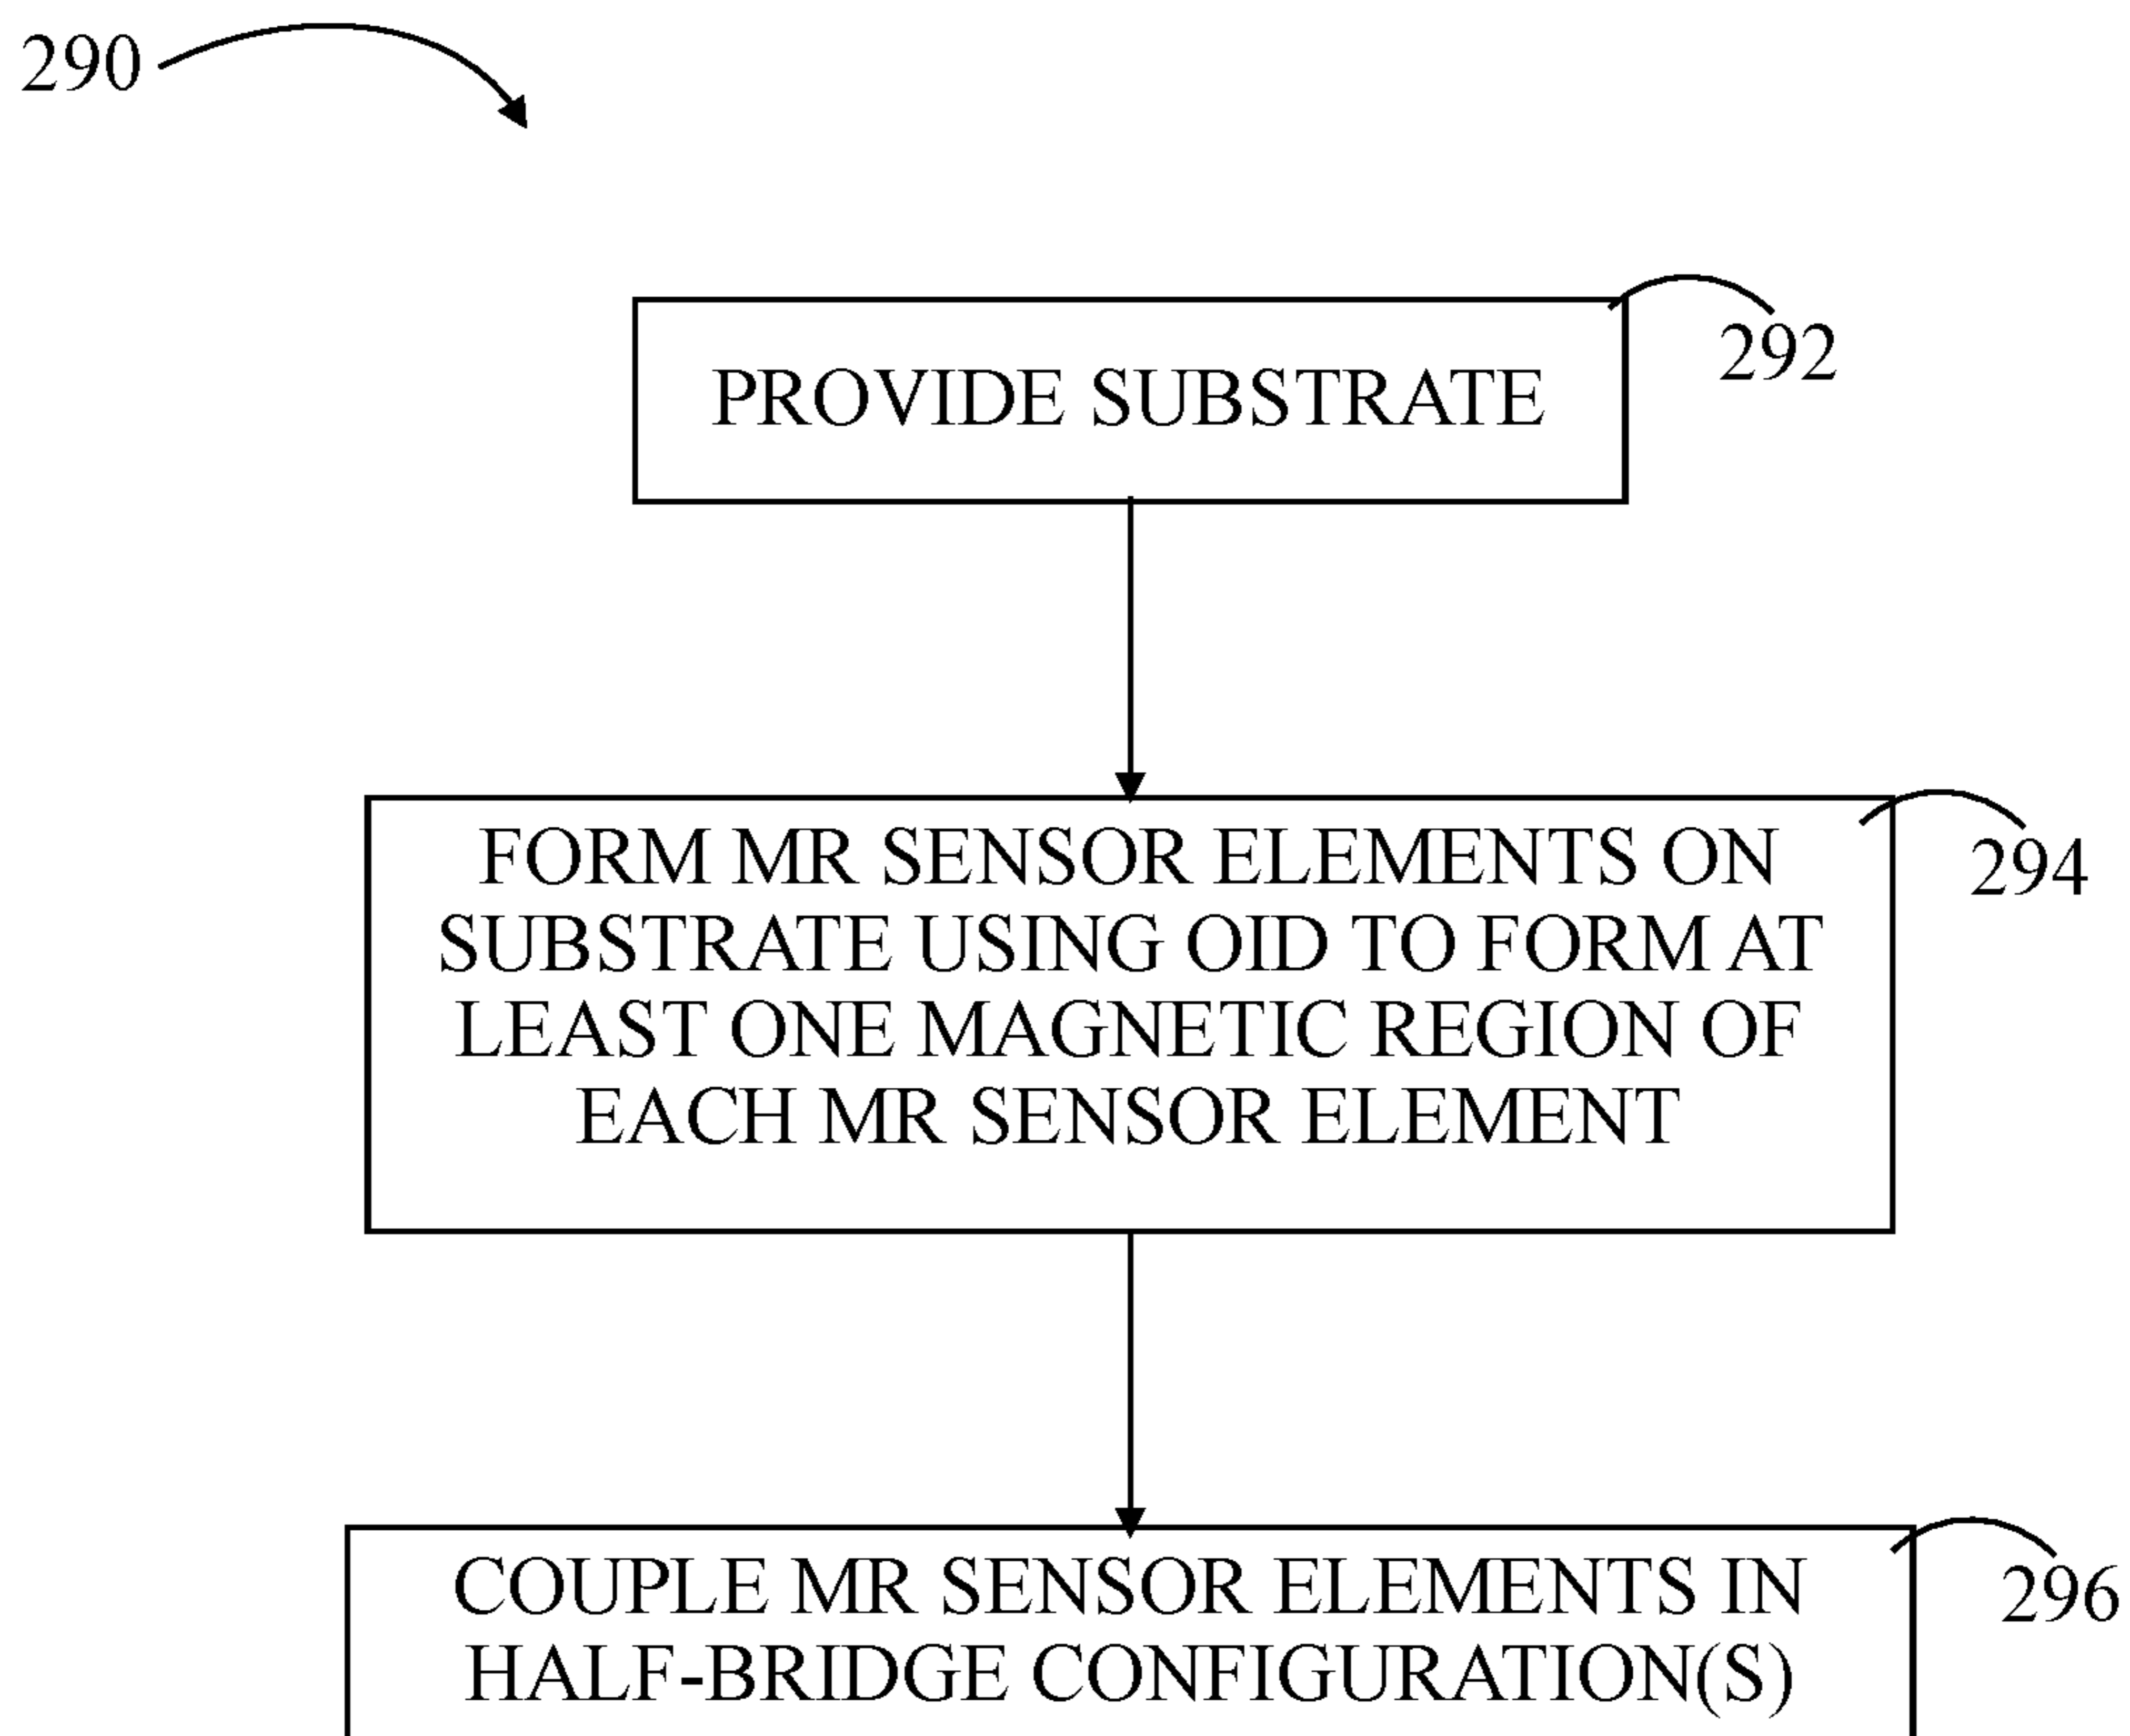 290
292
PROVIDE SUBSTRATE
294
FORM MR SENSOR ELEMENTS ON
SUBSTRATE USING OID TO FORM AT
LEAST ONE MAGNETIC REGION OF
EACH MR SENSOR ELEMENT
296
COUPLE MR SENSOR ELEMENTS IN
HALF-BRIDGE CONFIGURATION(S)